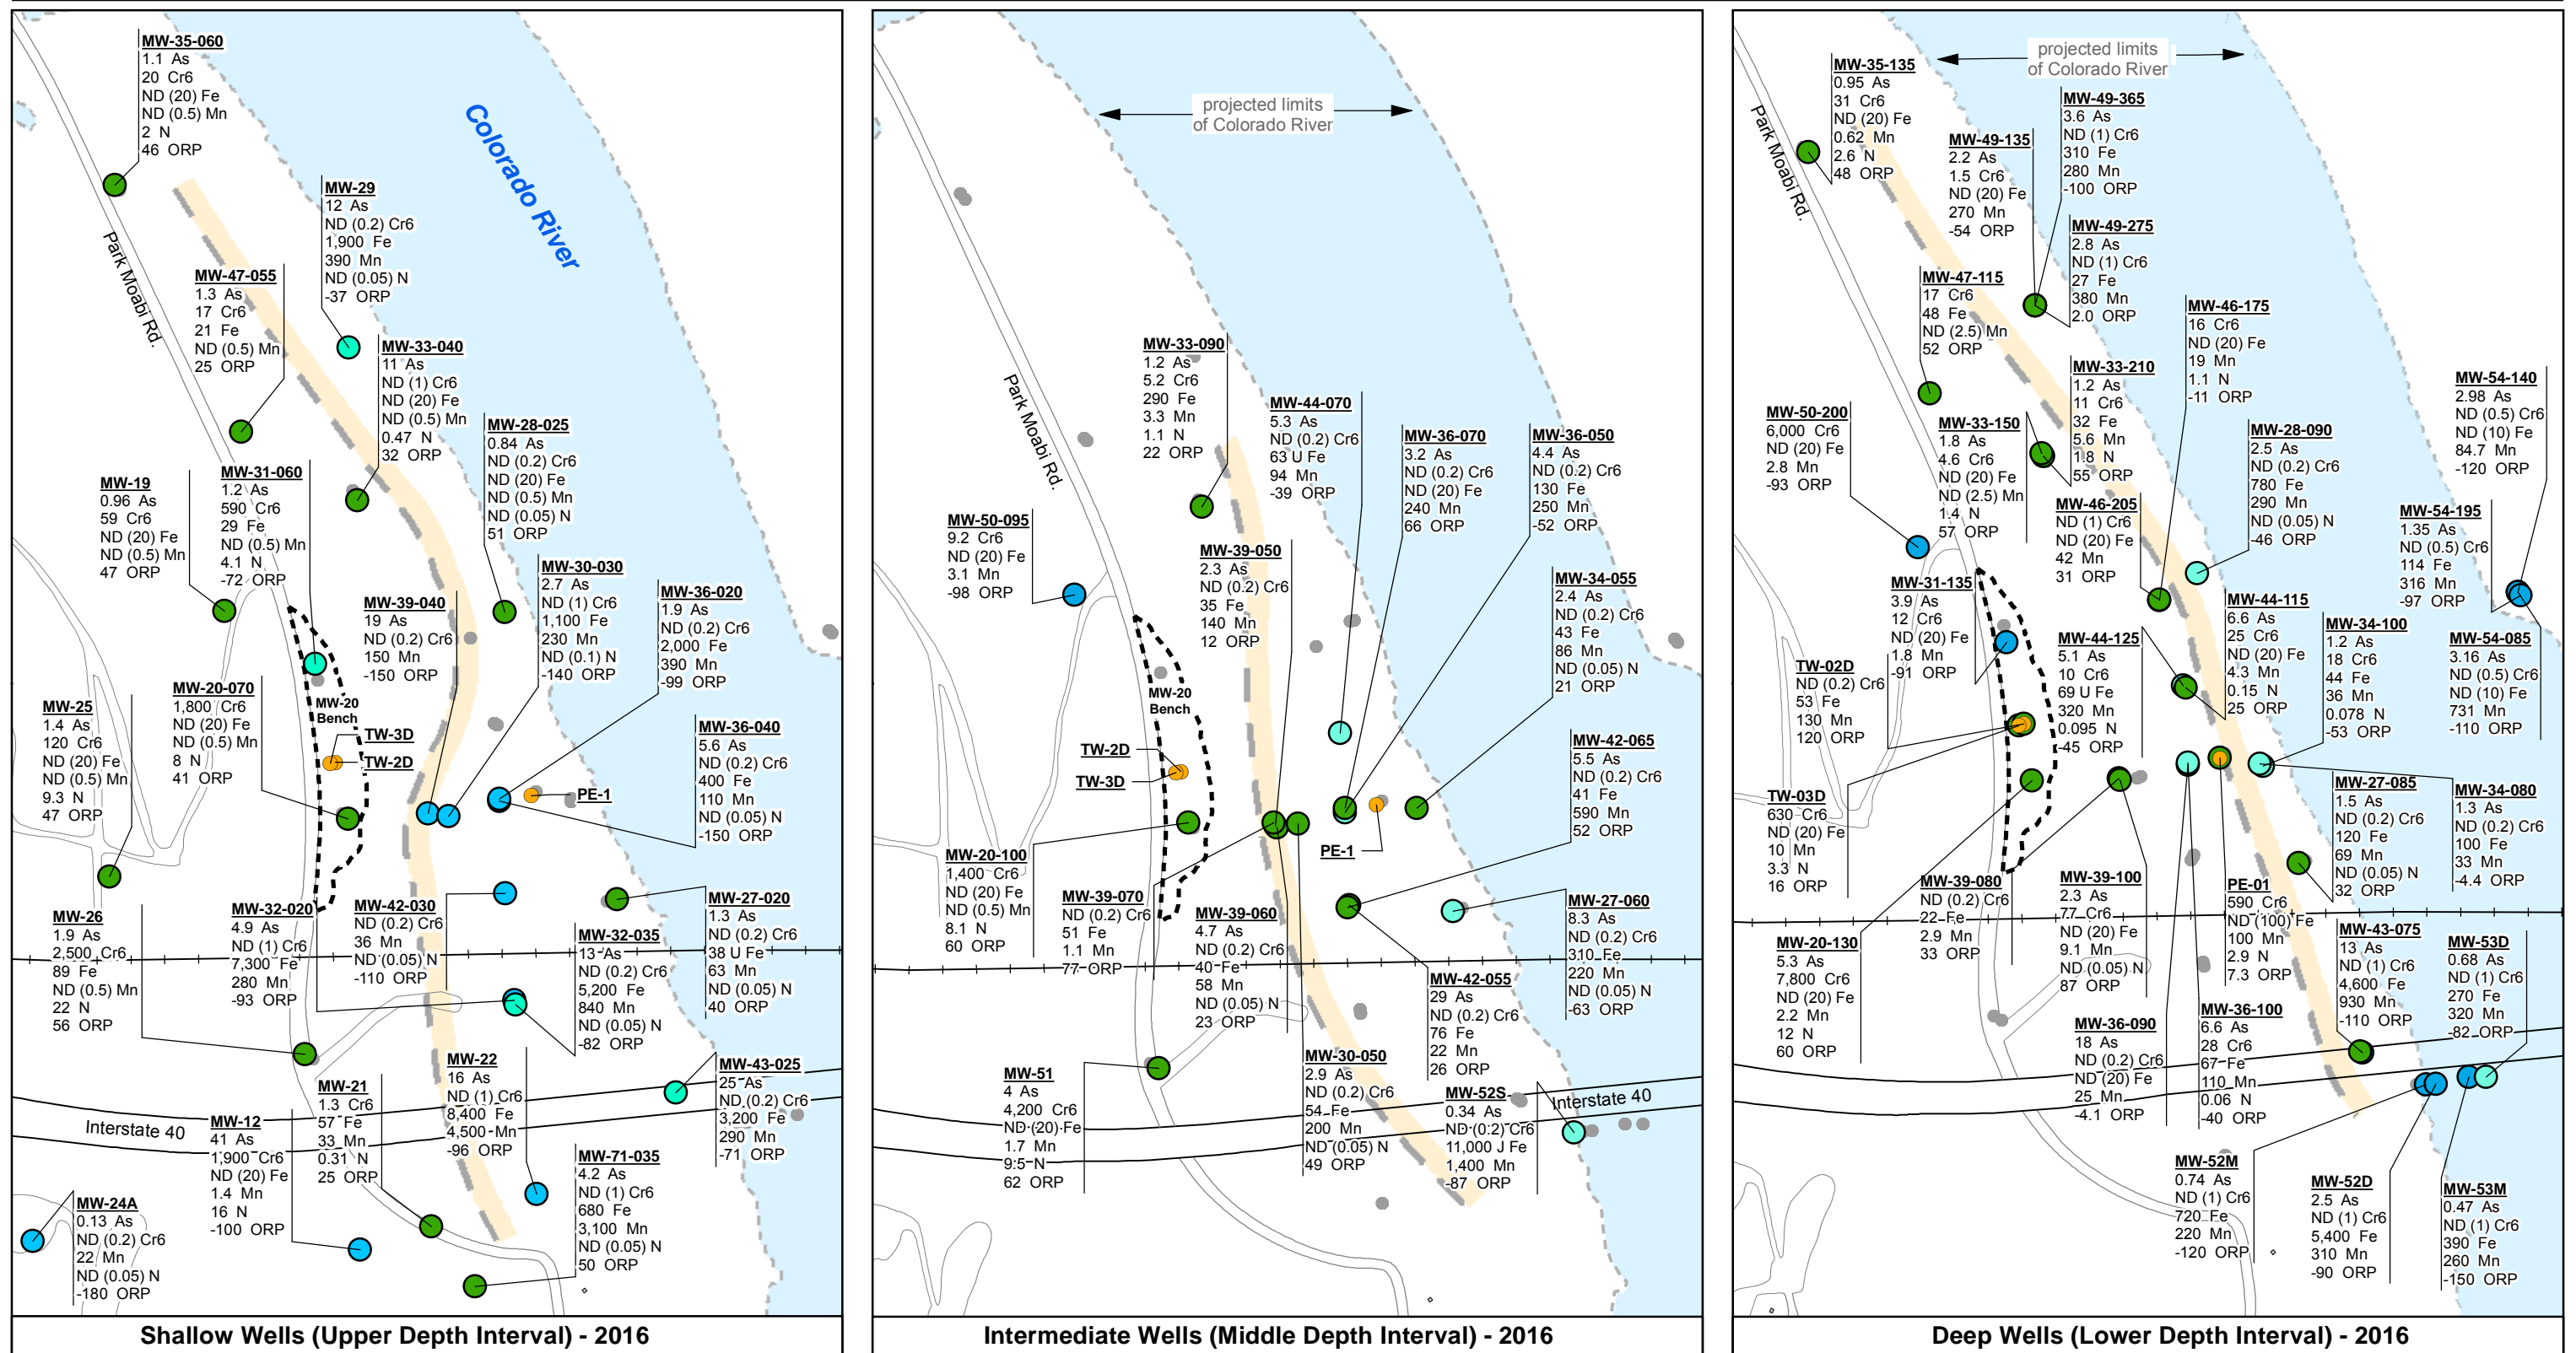 MW-35-060
1.1 As
20 Cr6
ND (20) Fe
ND (0.5) Mn
2 N
46 ORP
Colorado River
Park Moabi Rd.
MW-29
12 As
ND (0.2) Cr6
1,900 Fe
390 Mn
ND (0.05) N
-37 ORP
MW-47-055
1.3 As
17 Cr6
21 Fe
ND (0.5) Mn
25 ORP
MW-33-040
11 As
ND (1) Cr6
ND (20) Fe
ND (0.5) Mn
0.47 N
32 ORP
MW-28-025
0.84 As
ND (0.2) Cr6
ND (20) Fe
ND (0.5) Mn
ND (0.05) N
51 ORP
MW-19
0.96 As
59 Cr6
ND (20) Fe
ND (0.5) Mn
47 ORP
MW-31-060
1.2 As
590 Cr6
29 Fe
ND (0.5) Mn
4.1 N
-72 ORP
MW-39-040
19 As
ND (0.2) Cr6
150 Mn
-150 ORP
MW-30-030
2.7 As
ND (1) Cr6
1,100 Fe
230 Mn
ND (0.1) N
-140 ORP
MW-36-020
1.9 As
ND (0.2) Cr6
2,000 Fe
390 Mn
-99 ORP
MW-25
1.4 As
120 Cr6
ND (20) Fe
ND (0.5) Mn
9.3 N
47 ORP
MW-20-070
1,800 Cr6
ND (20) Fe
ND (0.5) Mn
8 N
41 ORP
MW-20
Bench
TW-3D
TW-2D
PE-1
MW-36-040
5.6 As
ND (0.2) Cr6
400 Fe
110 Mn
ND (0.05) N
-150 ORP
MW-26
1.9 As
2,500 Cr6
89 Fe
ND (0.5) Mn
22 N
56 ORP
MW-32-020
4.9 As
ND (1) Cr6
7,300 Fe
280 Mn
-93 ORP
MW-42-030
ND (0.2) Cr6
36 Mn
ND (0.05) N
-110 ORP
MW-32-035
13 As
ND (0.2) Cr6
5,200 Fe
840 Mn
ND (0.05) N
-82 ORP
MW-27-020
1.3 As
ND (0.2) Cr6
38 U Fe
63 Mn
ND (0.05) N
40 ORP
MW-22
16 As
ND (1) Cr6
8,400 Fe
4,500 Mn
-96 ORP
MW-43-025
25 As
ND (0.2) Cr6
3,200 Fe
290 Mn
-71 ORP
MW-21
1.3 Cr6
57 Fe
33 Mn
0.31 N
25 ORP
Interstate 40
MW-12
41 As
1,900 Cr6
ND (20) Fe
1.4 Mn
16 N
-100 ORP
MW-71-035
4.2 As
ND (1) Cr6
680 Fe
3,100 Mn
ND (0.05) N
50 ORP
MW-24A
0.13 As
ND (0.2) Cr6
22 Mn
ND (0.05) N
-180 ORP
Shallow Wells (Upper Depth Interval) - 2016
projected limits
of Colorado River
Park Moabi Rd.
MW-33-090
1.2 As
5.2 Cr6
290 Fe
3.3 Mn
1.1 N
22 ORP
MW-44-070
5.3 As
ND (0.2) Cr6
63 U Fe
94 Mn
-39 ORP
MW-36-070
3.2 As
ND (0.2) Cr6
ND (20) Fe
240 Mn
66 ORP
MW-36-050
4.4 As
ND (0.2) Cr6
130 Fe
250 Mn
-52 ORP
MW-50-095
9.2 Cr6
ND (20) Fe
3.1 Mn
-98 ORP
MW-39-050
2.3 As
ND (0.2) Cr6
35 Fe
140 Mn
12 ORP
MW-34-055
2.4 As
ND (0.2) Cr6
43 Fe
86 Mn
ND (0.05) N
21 ORP
MW-20
Bench
TW-2D
TW-3D
PE-1
MW-42-065
5.5 As
ND (0.2) Cr6
41 Fe
590 Mn
52 ORP
MW-20-100
1,400 Cr6
ND (20) Fe
ND (0.5) Mn
8.1 N
60 ORP
MW-39-070
ND (0.2) Cr6
51 Fe
1.1 Mn
77 ORP
MW-39-060
4.7 As
ND (0.2) Cr6
40 Fe
58 Mn
ND (0.05) N
23 ORP
MW-27-060
8.3 As
ND (0.2) Cr6
310 Fe
220 Mn
ND (0.05) N
-63 ORP
MW-42-055
29 As
ND (0.2) Cr6
76 Fe
22 Mn
26 ORP
MW-51
4 As
4,200 Cr6
ND (20) Fe
1.7 Mn
9.5 N
62 ORP
MW-30-050
2.9 As
ND (0.2) Cr6
54 Fe
200 Mn
ND (0.05) N
49 ORP
MW-52S
0.34 As
ND (0.2) Cr6
11,000 J Fe
1,400 Mn
-87 ORP
Interstate 40
Intermediate Wells (Middle Depth Interval) - 2016
projected limits
of Colorado River
Park Moabi Rd.
MW-35-135
0.95 As
31 Cr6
ND (20) Fe
0.62 Mn
2.6 N
48 ORP
MW-49-365
3.6 As
ND (1) Cr6
310 Fe
280 Mn
-100 ORP
MW-49-135
2.2 As
1.5 Cr6
ND (20) Fe
270 Mn
-54 ORP
MW-49-275
2.8 As
ND (1) Cr6
27 Fe
380 Mn
2.0 ORP
MW-47-115
17 Cr6
48 Fe
ND (2.5) Mn
52 ORP
MW-46-175
16 Cr6
ND (20) Fe
19 Mn
1.1 N
-11 ORP
MW-33-210
1.2 As
11 Cr6
32 Fe
5.6 Mn
1.8 N
55 ORP
MW-54-140
2.98 As
ND (0.5) Cr6
ND (10) Fe
84.7 Mn
-120 ORP
MW-50-200
6,000 Cr6
ND (20) Fe
2.8 Mn
-93 ORP
MW-33-150
1.8 As
4.6 Cr6
ND (20) Fe
ND (2.5) Mn
1.4 N
57 ORP
MW-28-090
2.5 As
ND (0.2) Cr6
780 Fe
290 Mn
ND (0.05) N
-46 ORP
MW-46-205
ND (1) Cr6
ND (20) Fe
42 Mn
31 ORP
MW-54-195
1.35 As
ND (0.5) Cr6
114 Fe
316 Mn
-97 ORP
MW-31-135
3.9 As
12 Cr6
ND (20) Fe
1.8 Mn
-91 ORP
MW-44-115
6.6 As
25 Cr6
ND (20) Fe
4.3 Mn
0.15 N
25 ORP
MW-34-100
1.2 As
18 Cr6
44 Fe
36 Mn
0.078 N
-53 ORP
MW-54-085
3.16 As
ND (0.5) Cr6
ND (10) Fe
731 Mn
-110 ORP
MW-44-125
5.1 As
10 Cr6
69 U Fe
320 Mn
0.095 N
-45 ORP
TW-02D
ND (0.2) Cr6
53 Fe
130 Mn
120 ORP
TW-03D
630 Cr6
ND (20) Fe
10 Mn
3.3 N
16 ORP
MW-27-085
1.5 As
ND (0.2) Cr6
120 Fe
69 Mn
ND (0.05) N
32 ORP
MW-34-080
1.3 As
ND (0.2) Cr6
100 Fe
33 Mn
-4.4 ORP
MW-39-080
ND (0.2) Cr6
22 Fe
2.9 Mn
33 ORP
MW-39-100
2.3 As
77 Cr6
ND (20) Fe
9.1 Mn
ND (0.05) N
87 ORP
PE-01
590 Cr6
ND (100) Fe
100 Mn
2.9 N
7.3 ORP
MW-20-130
5.3 As
7,800 Cr6
ND (20) Fe
2.2 Mn
12 N
60 ORP
MW-43-075
13 As
ND (1) Cr6
4,600 Fe
930 Mn
-110 ORP
MW-53D
0.68 As
ND (1) Cr6
270 Fe
320 Mn
-82 ORP
MW-36-090
18 As
ND (0.2) Cr6
ND (20) Fe
25 Mn
-4.1 ORP
MW-36-100
6.6 As
28 Cr6
67 Fe
110 Mn
0.06 N
-40 ORP
MW-52M
0.74 As
ND (1) Cr6
720 Fe
220 Mn
-120 ORP
MW-52D
2.5 As
ND (1) Cr6
5,400 Fe
310 Mn
-90 ORP
MW-53M
0.47 As
ND (1) Cr6
390 Fe
260 Mn
-150 ORP
Deep Wells (Lower Depth Interval) - 2016